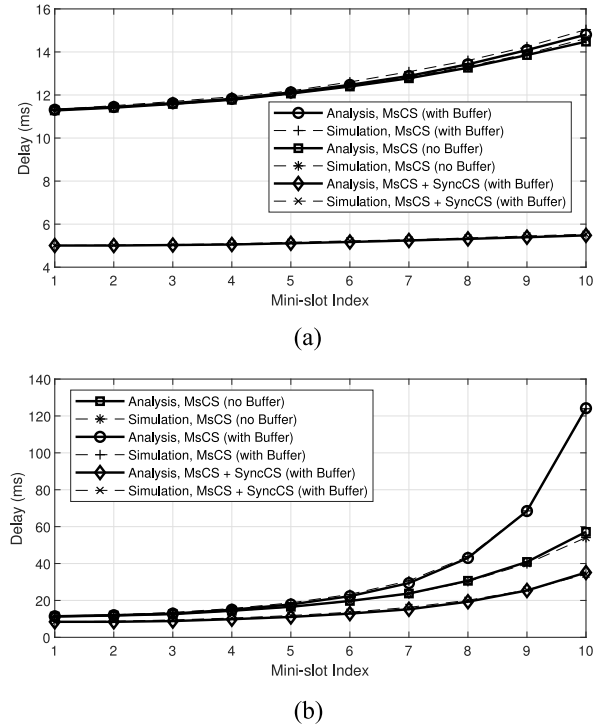 16
14
12
10
8
6
4
Delay (ms)
Analysis, MsCS (with Buffer)
Simulation, MsCS (with Buffer)
Analysis, MsCS (no Buffer)
Simulation, MsCS (no Buffer)
Analysis, MsCS + SyncCS (with Buffer)
Simulation, MsCS + SyncCS (with Buffer)
1 2 3 4 5 6 7 8 9 10
Mini-slot Index
(a)
140
120
100
80
60
40
20
0
Delay (ms)
Analysis, MsCS (no Buffer)
Simulation, MsCS (no Buffer)
Analysis, MsCS (with Buffer)
Simulation, MsCS (with Buffer)
Analysis, MsCS + SyncCS (with Buffer)
Simulation, MsCS + SyncCS (with Buffer)
1 2 3 4 5 6 7 8 9 10
Mini-slot Index
(b)